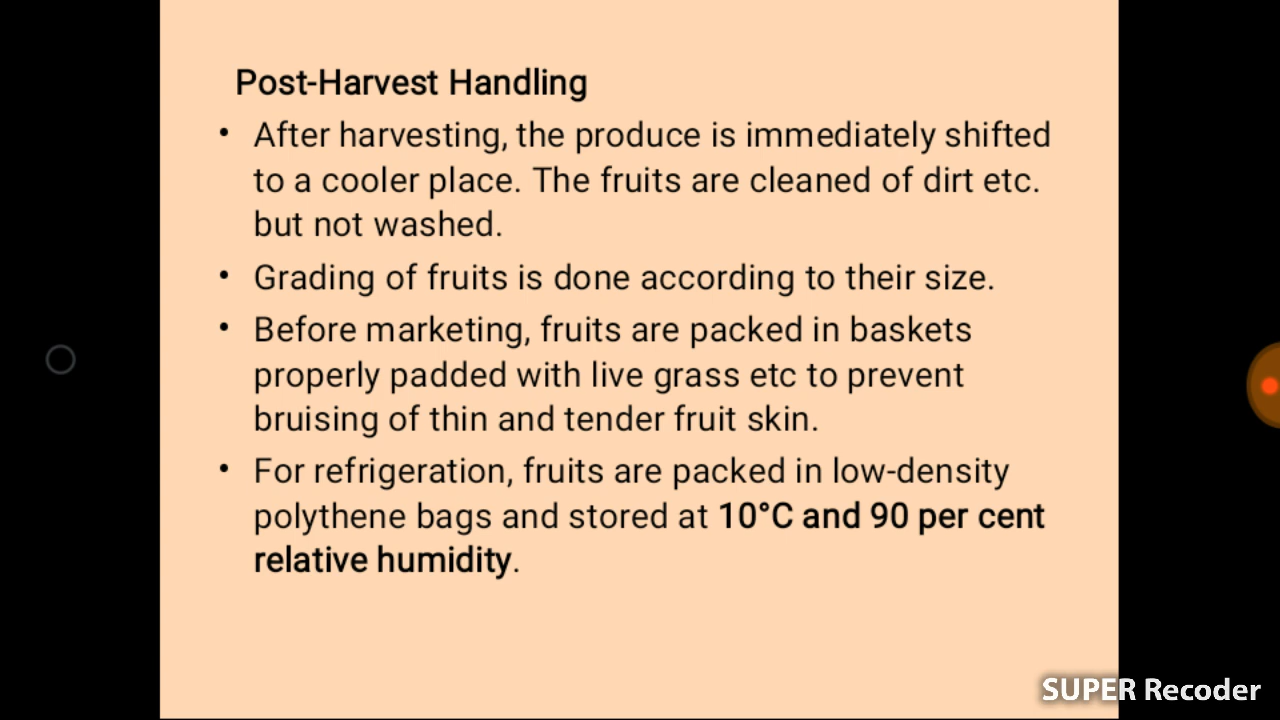 Post-Harvest Handling
• After harvesting, the produce is immediately shifted
to a cooler place. The fruits are cleaned of dirt etc.
but not washed.
• Grading of fruits is done according to their size.
• Before marketing, fruits are packed in baskets
properly padded with live grass etc to prevent
bruising of thin and tender fruit skin.
• For refrigeration, fruits are packed in low-density
polythene bags and stored at 10°C and 90 per cent
relative humidity.
SUPER Recoder